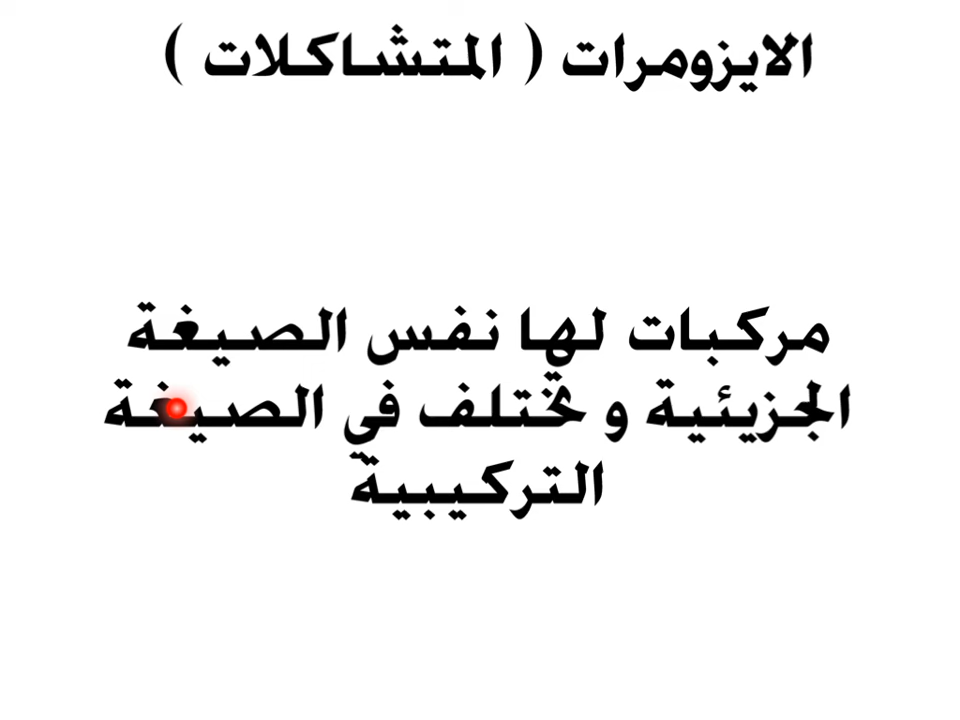 الايزومرات ( المتشاكلات )
مركبات لها نفس الصيغة
الجزيئية و تختلف في الصيغة
التركيبية